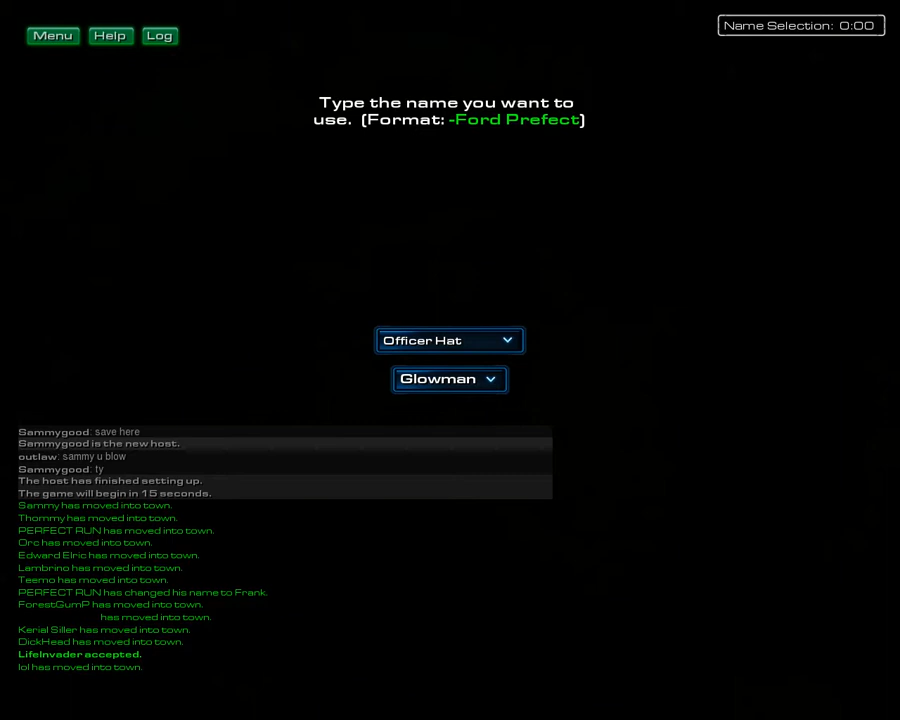 Menu Help Log
Name Selection: 0:00
Type the name you want to
use. (Format: -Ford Prefect)
Officer Hat
Glowman
Sammygood: save here
Sammygood is the new host.
outlaw: sammy u blow
Sammygood: ty
The host has finished setting up.
The game will begin in 15 seconds.
Sammy has moved into town.
Thommy has moved into town.
PERFECT RUN has moved into town.
Orc has moved into town.
Edward Elric has moved into town.
Lambrino has moved into town.
Teemo has moved into town.
PERFECT RUN has changed his name to Frank.
ForestGumP has moved into town.
has moved into town.
Kerial Siller has moved into town.
DickHead has moved into town.
LifeInvader accepted.
lol has moved into town.